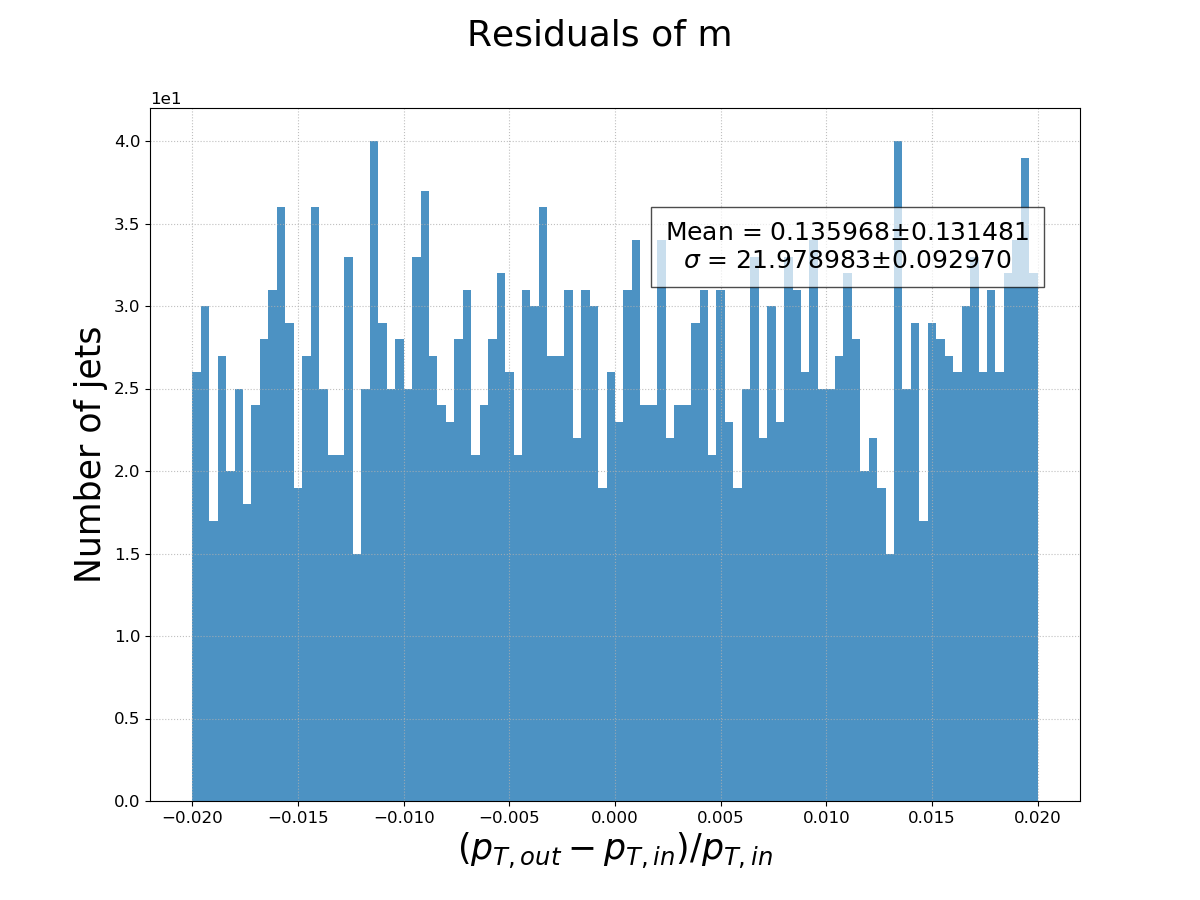 Residuals of m
1e1
4.0
3.5
3.0
2.5
2.0
1.5
1.0
0.5
0.0
Number of jets
Mean = 0.135968±0.131481
σ = 21.978983±0.092970
−0.020 −0.015 −0.010 −0.005 0.000 0.005 0.010 0.015 0.020
(p_{T,out} − p_{T,in})/p_{T,in}